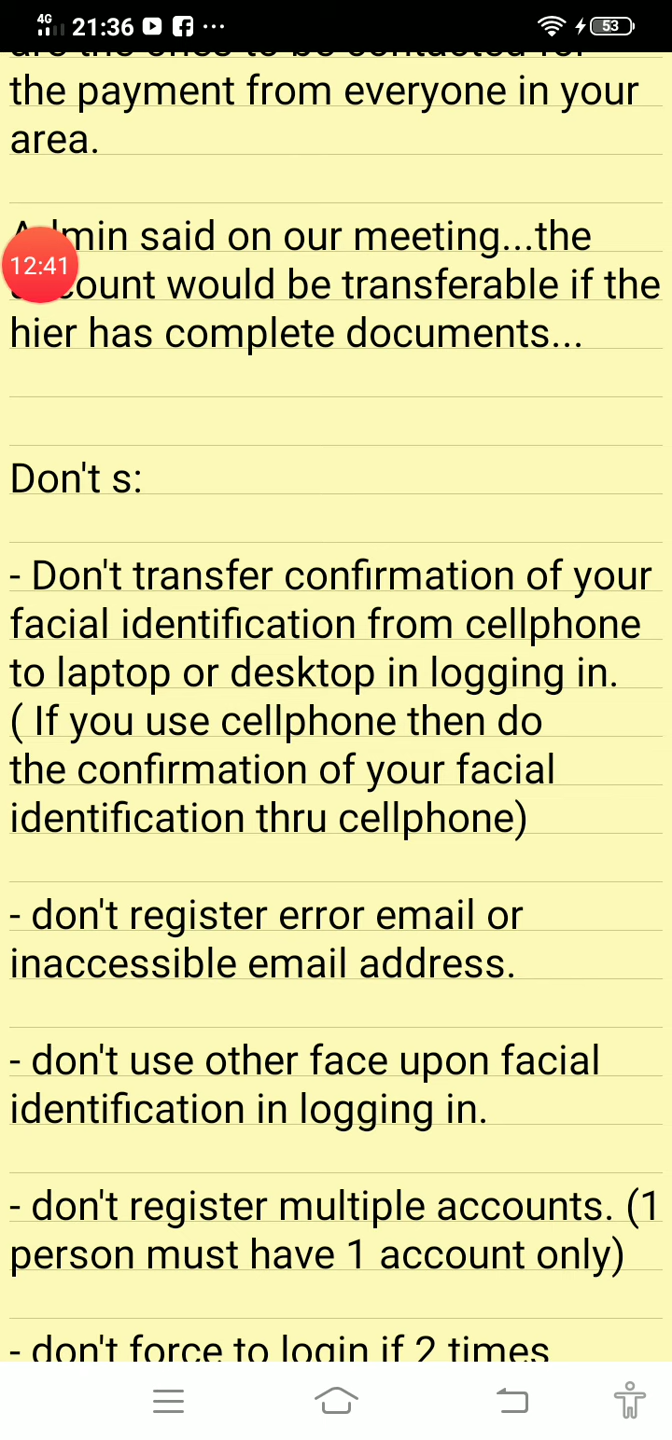 4G 21:36 53
the payment from everyone in your
area.
said on our meeting...the
would be transferable if the
hier has complete documents...
12:41
Don't s:
- Don't transfer confirmation of your
facial identification from cellphone
to laptop or desktop in logging in.
( If you use cellphone then do
the confirmation of your facial
identification thru cellphone)
- don't register error email or
inaccessible email address.
- don't use other face upon facial
identification in logging in.
- don't register multiple accounts. (1
person must have 1 account only)
- don't force to login if 2 times